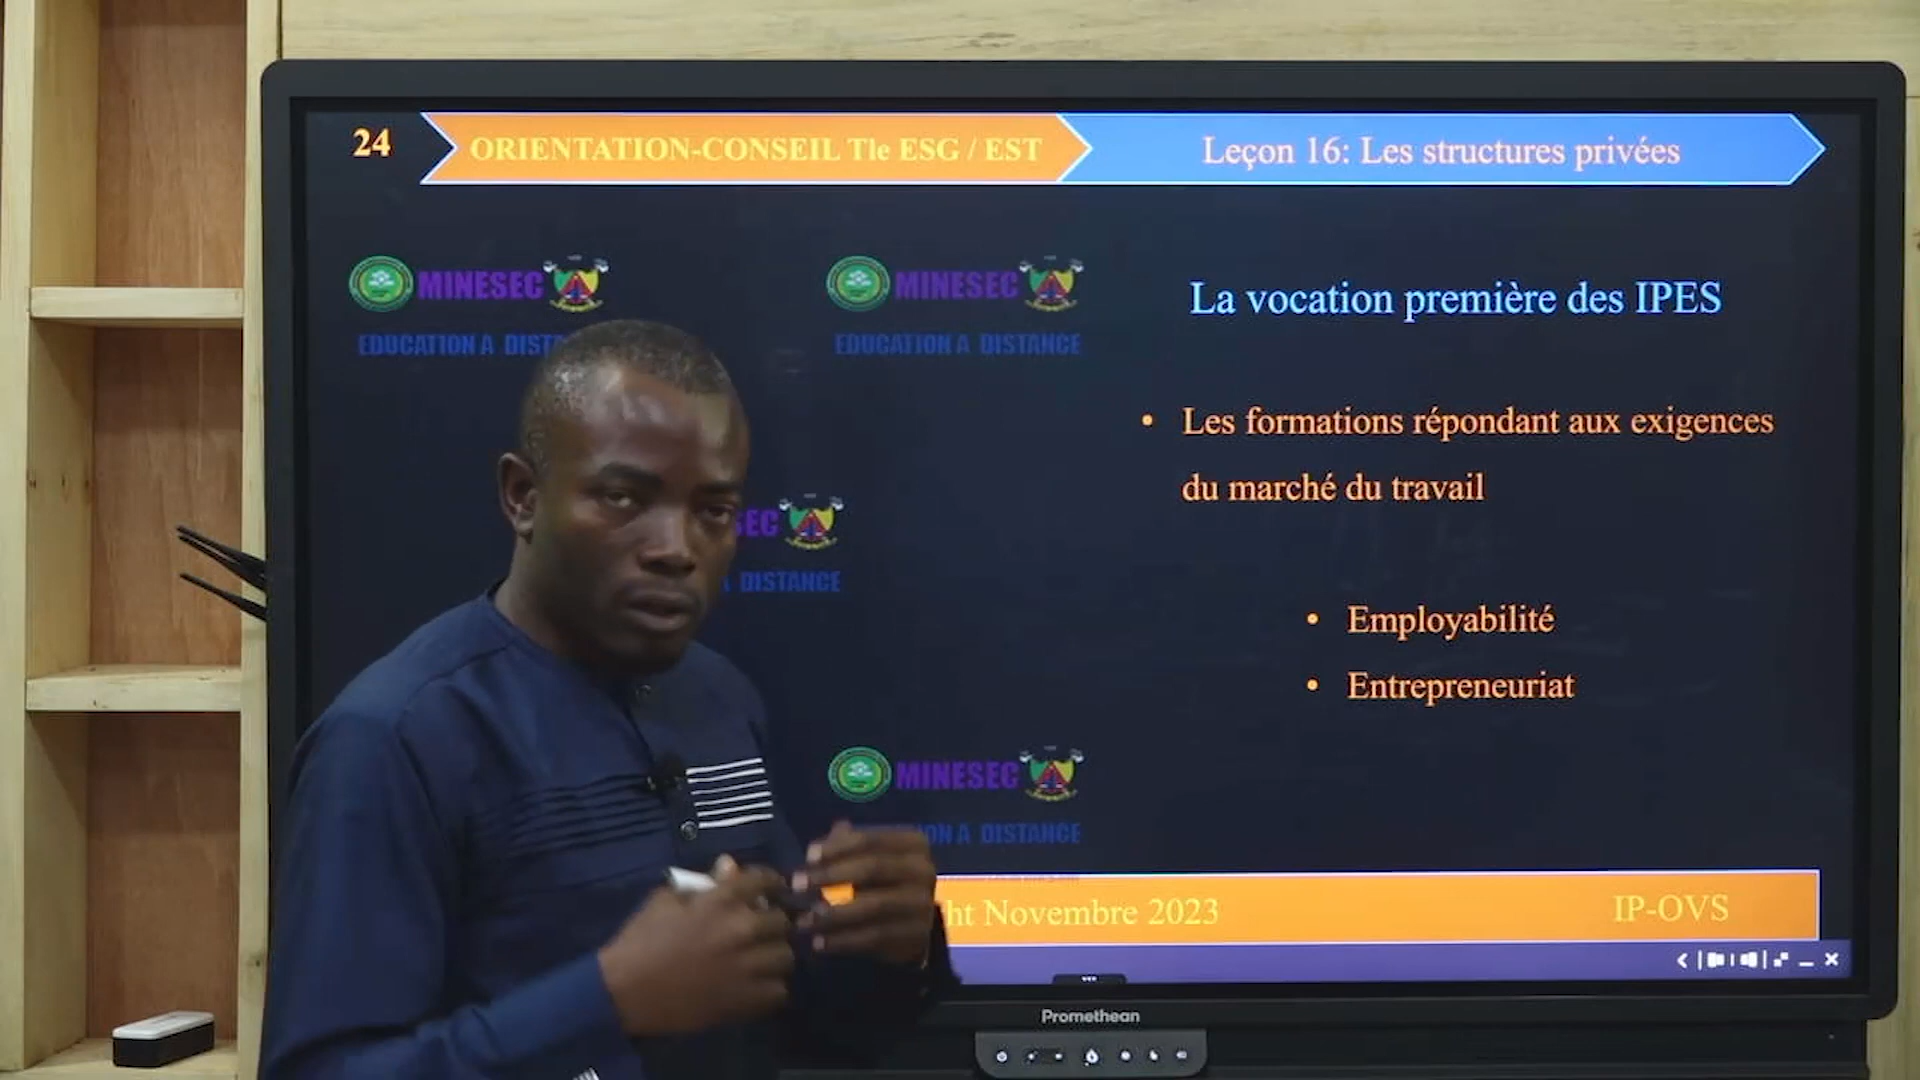 24
ORIENTATION-CONSEIL Tle ESG / EST
Leçon 16: Les structures privées
MINESEC
EDUCATION A
MINESEC
EDUCATION A DISTANCE
La vocation première des IPES
• Les formations répondant aux exigences
du marché du travail
DISTANCE
• Employabilité
• Entrepreneuriat
MINESEC
A DISTANCE
Novembre 2023
IP-OVS
Promethean